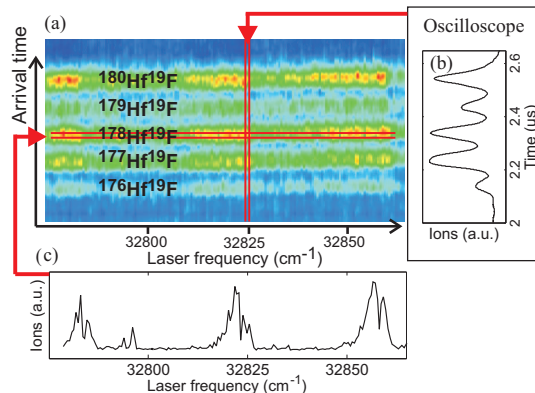 (a)
Arrival time
180Hf19F
179Hf19F
178Hf19F
177Hf19F
176Hf19F
32800 32825 32850
Laser frequency (cm-1)
Oscilloscope
(b)
2 2.2 2.4 2.6
Time (us)
Ions (a.u.)
(c)
Ions (a.u.)
32800 32825 32850
Laser frequency (cm-1)